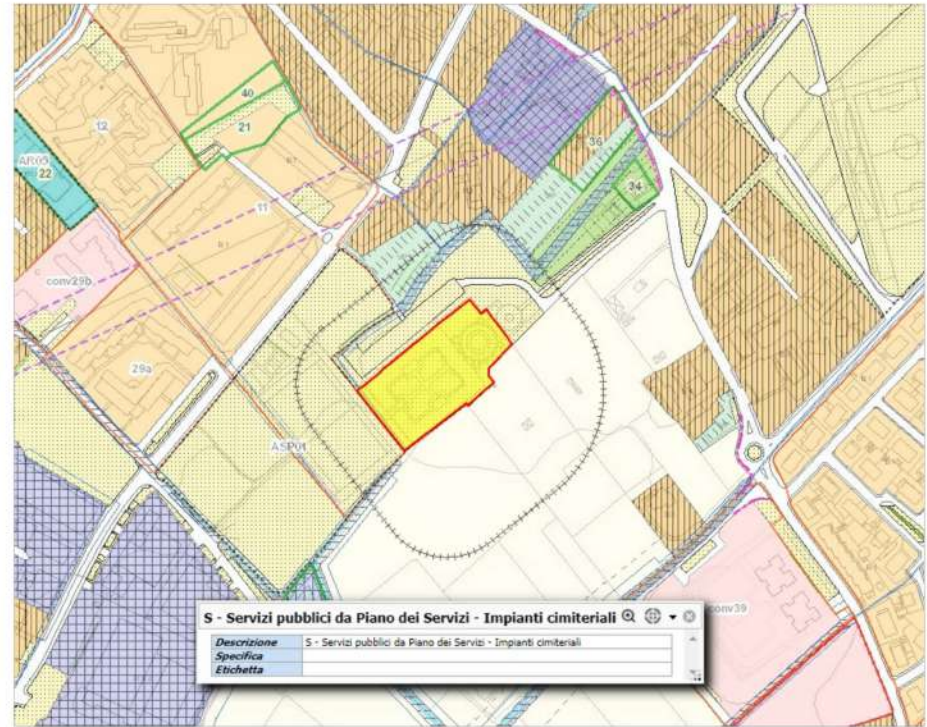 40
21
12
36
AR05
22
34
11
conv29b
29a
ASP01
S - Servizi pubblici da Piano dei Servizi - Impianti cimiteriali
conv39
Descrizione S - Servizi pubblici da Piano dei Servizi - Impianti cimiteriali
Specifica
Etichetta